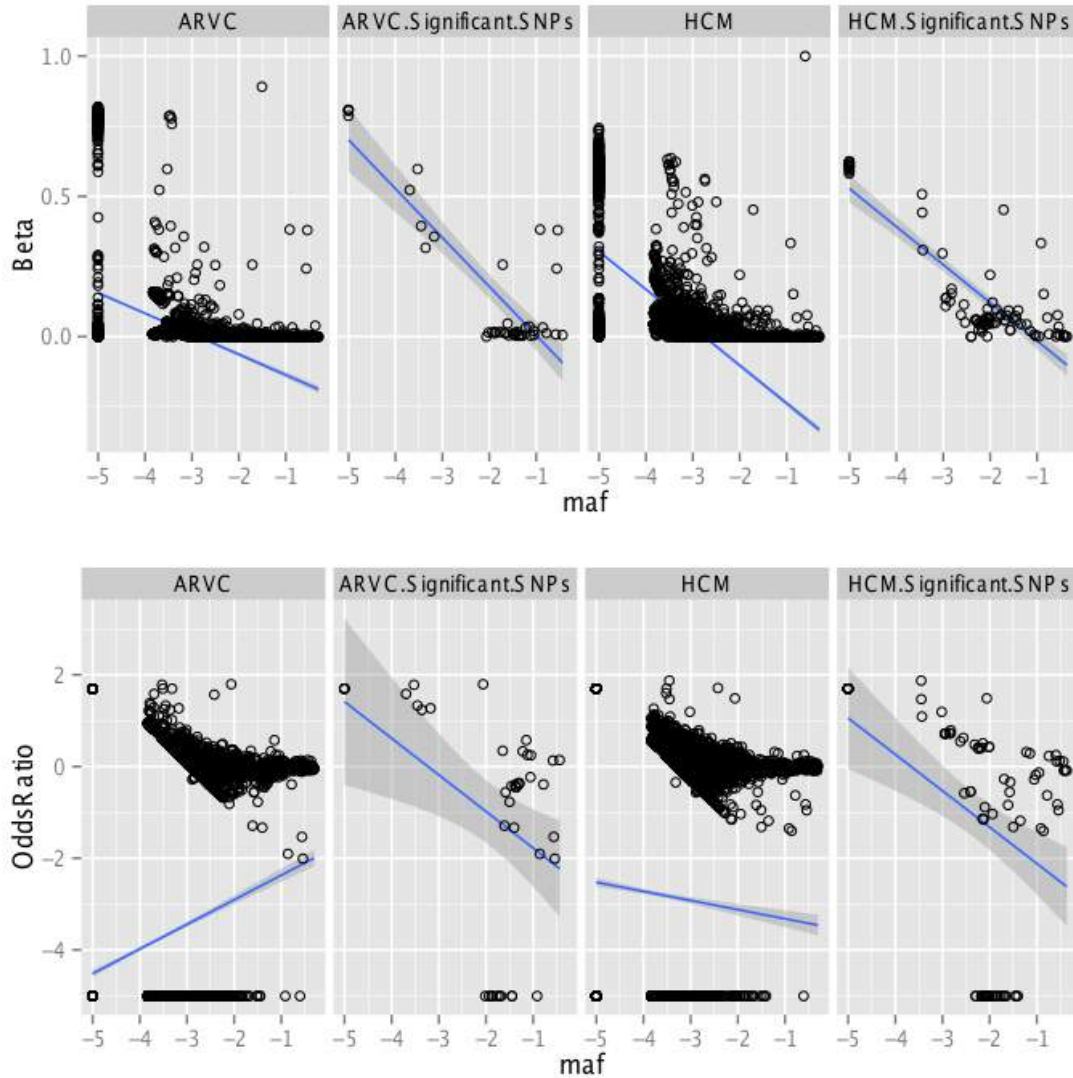 ARVC ARVC.Significant.SNPs HCM HCM.Significant.SNPs
1.0
0.5
0.0
Beta
−5 −4 −3 −2 −1 −5 −4 −3 −2 −1 −5 −4 −3 −2 −1 −5 −4 −3 −2 −1
maf
ARVC ARVC.Significant.SNPs HCM HCM.Significant.SNPs
2
0
−2
−4
OddsRatio
−5 −4 −3 −2 −1 −5 −4 −3 −2 −1 −5 −4 −3 −2 −1 −5 −4 −3 −2 −1
maf